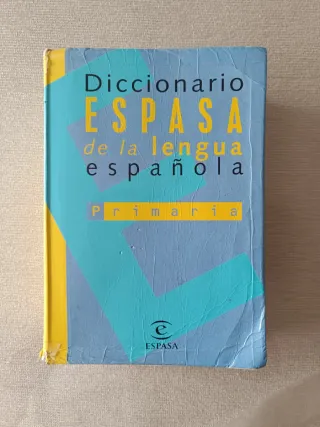 Diccionario
ESPASA
de la lengua
española
Primaria
e
ESPASA